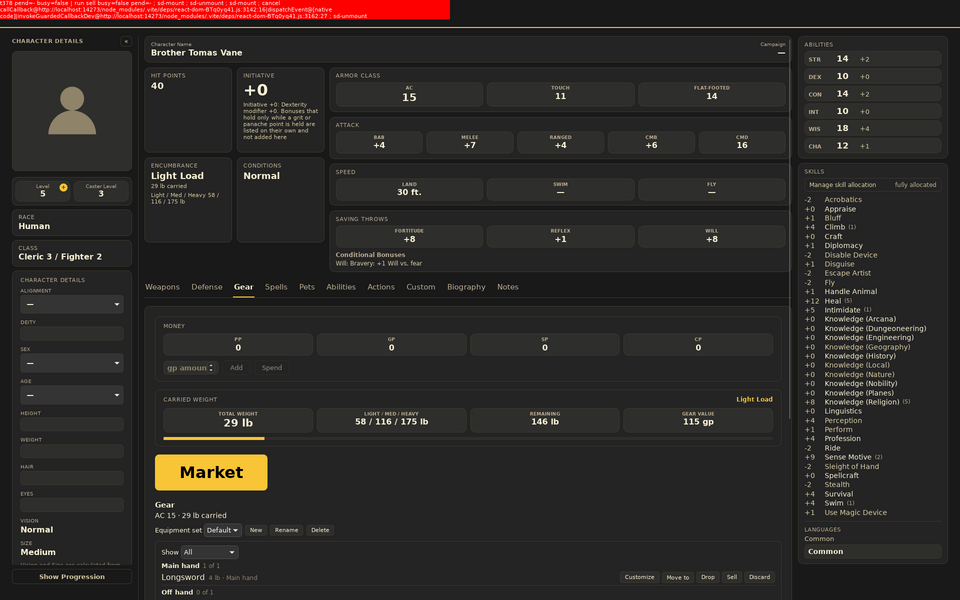 t378 pend=- busy=false | run sell busy=false pend=- ; sd-mount ; sd-unmount ; sd-mount ; cancel
callCallback@http://localhost:14273/node_modules/.vite/deps/react-dom-BTq0yq41.js:3142:16|dispatchEvent@[native
code]|invokeGuardedCallbackDev@http://localhost:14273/node_modules/.vite/deps/react-dom-BTq0yq41.js:3162:27 ; sd-unmount
CHARACTER DETAILS
Level
5
Caster Level
3
RACE
Human
CLASS
Cleric 3 / Fighter 2
CHARACTER DETAILS
ALIGNMENT
—
DEITY
SEX
—
AGE
—
HEIGHT
WEIGHT
HAIR
EYES
VISION
Normal
SIZE
Medium
Show Progression
Character Name
Brother Tomas Vane
Campaign
—
HIT POINTS
40
INITIATIVE
+0
Initiative +0: Dexterity
modifier +0. Bonuses that
hold only while a grit or
panache point is held are
listed on their own and
not added here
ENCUMBRANCE
Light Load
29 lb carried
Light / Med / Heavy 58 /
116 / 175 lb
CONDITIONS
Normal
ARMOR CLASS
AC
15
TOUCH
11
FLAT-FOOTED
14
ATTACK
BAB
+4
MELEE
+7
RANGED
+4
CMB
+6
CMD
16
SPEED
LAND
30 ft.
SWIM
—
FLY
—
SAVING THROWS
FORTITUDE
+8
REFLEX
+1
WILL
+8
Conditional Bonuses
Will: Bravery: +1 Will vs. fear
Weapons Defense Gear Spells Pets Abilities Actions Custom Biography Notes
MONEY
PP
0
GP
0
SP
0
CP
0
gp amoun
Add
Spend
CARRIED WEIGHT
Light Load
TOTAL WEIGHT
29 lb
LIGHT / MED / HEAVY
58 / 116 / 175 lb
REMAINING
146 lb
GEAR VALUE
115 gp
Market
Gear
AC 15 · 29 lb carried
Equipment set Default New Rename Delete
Show All
Main hand 1 of 1
Longsword 4 lb · Main hand
Customize Move to Drop Sell Discard
Off hand 0 of 1
ABILITIES
STR 14 +2
DEX 10 +0
CON 14 +2
INT 10 +0
WIS 18 +4
CHA 12 +1
SKILLS
Manage skill allocation fully allocated
-2 Acrobatics
+0 Appraise
+1 Bluff
+4 Climb (1)
+0 Craft
+1 Diplomacy
-2 Disable Device
+1 Disguise
-2 Escape Artist
-2 Fly
+1 Handle Animal
+12 Heal (5)
+5 Intimidate (1)
+0 Knowledge (Arcana)
+0 Knowledge (Dungeoneering)
+0 Knowledge (Engineering)
+0 Knowledge (Geography)
+0 Knowledge (History)
+0 Knowledge (Local)
+0 Knowledge (Nature)
+0 Knowledge (Nobility)
+0 Knowledge (Planes)
+8 Knowledge (Religion) (5)
+0 Linguistics
+4 Perception
+1 Perform
+4 Profession
-2 Ride
+9 Sense Motive (2)
-2 Sleight of Hand
+0 Spellcraft
-2 Stealth
+4 Survival
+4 Swim (1)
+1 Use Magic Device
LANGUAGES
Common
Common